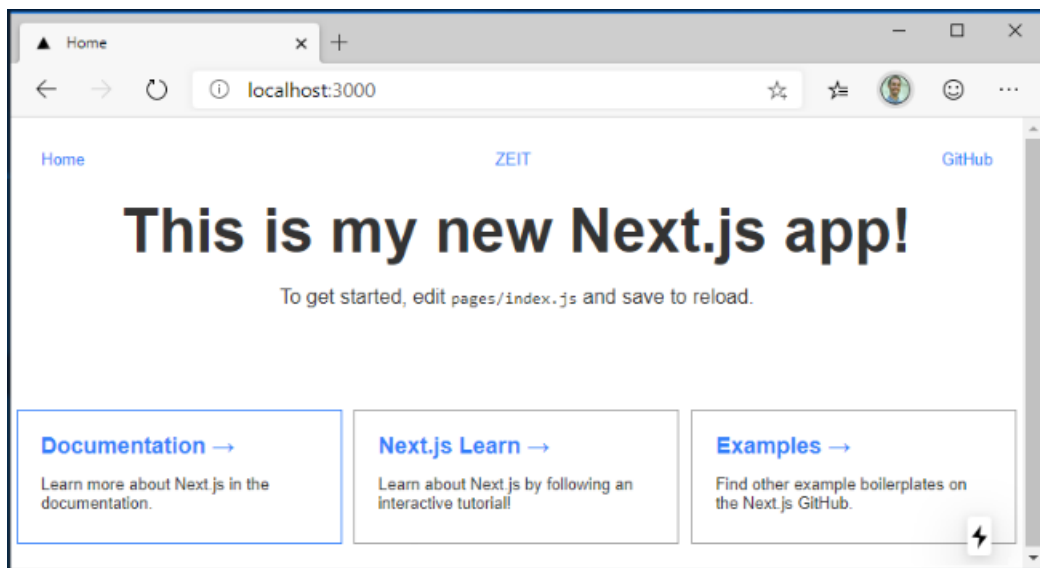 Home
localhost:3000
Home ZEIT GitHub
This is my new Next.js app!
To get started, edit pages/index.js and save to reload.
Documentation →
Learn more about Next.js in the
documentation.
Next.js Learn →
Learn about Next.js by following an
interactive tutorial!
Examples →
Find other example boilerplates on
the Next.js GitHub.